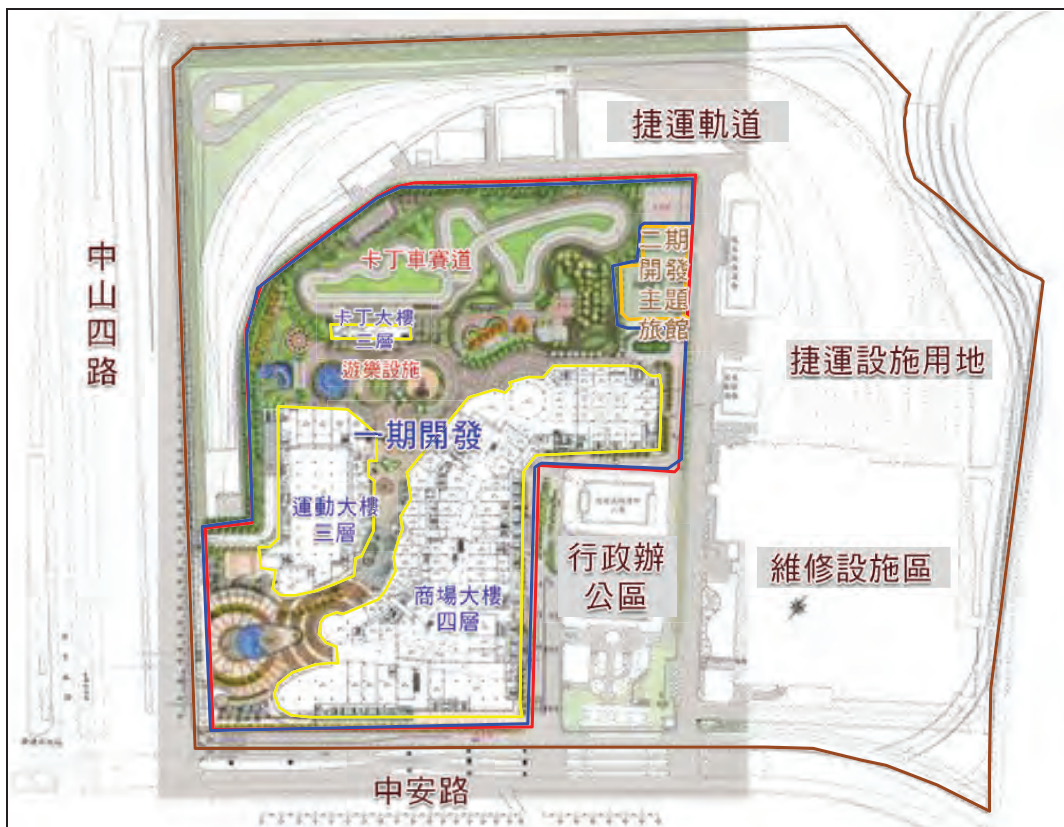 捷運軌道
中山四路
卡丁車賽道
二期
開發
主題
旅館
卡丁大樓
三層
遊樂設施
捷運設施用地
一期開發
運動大樓
三層
行政辦
公區
維修設施區
商場大樓
四層
中安路